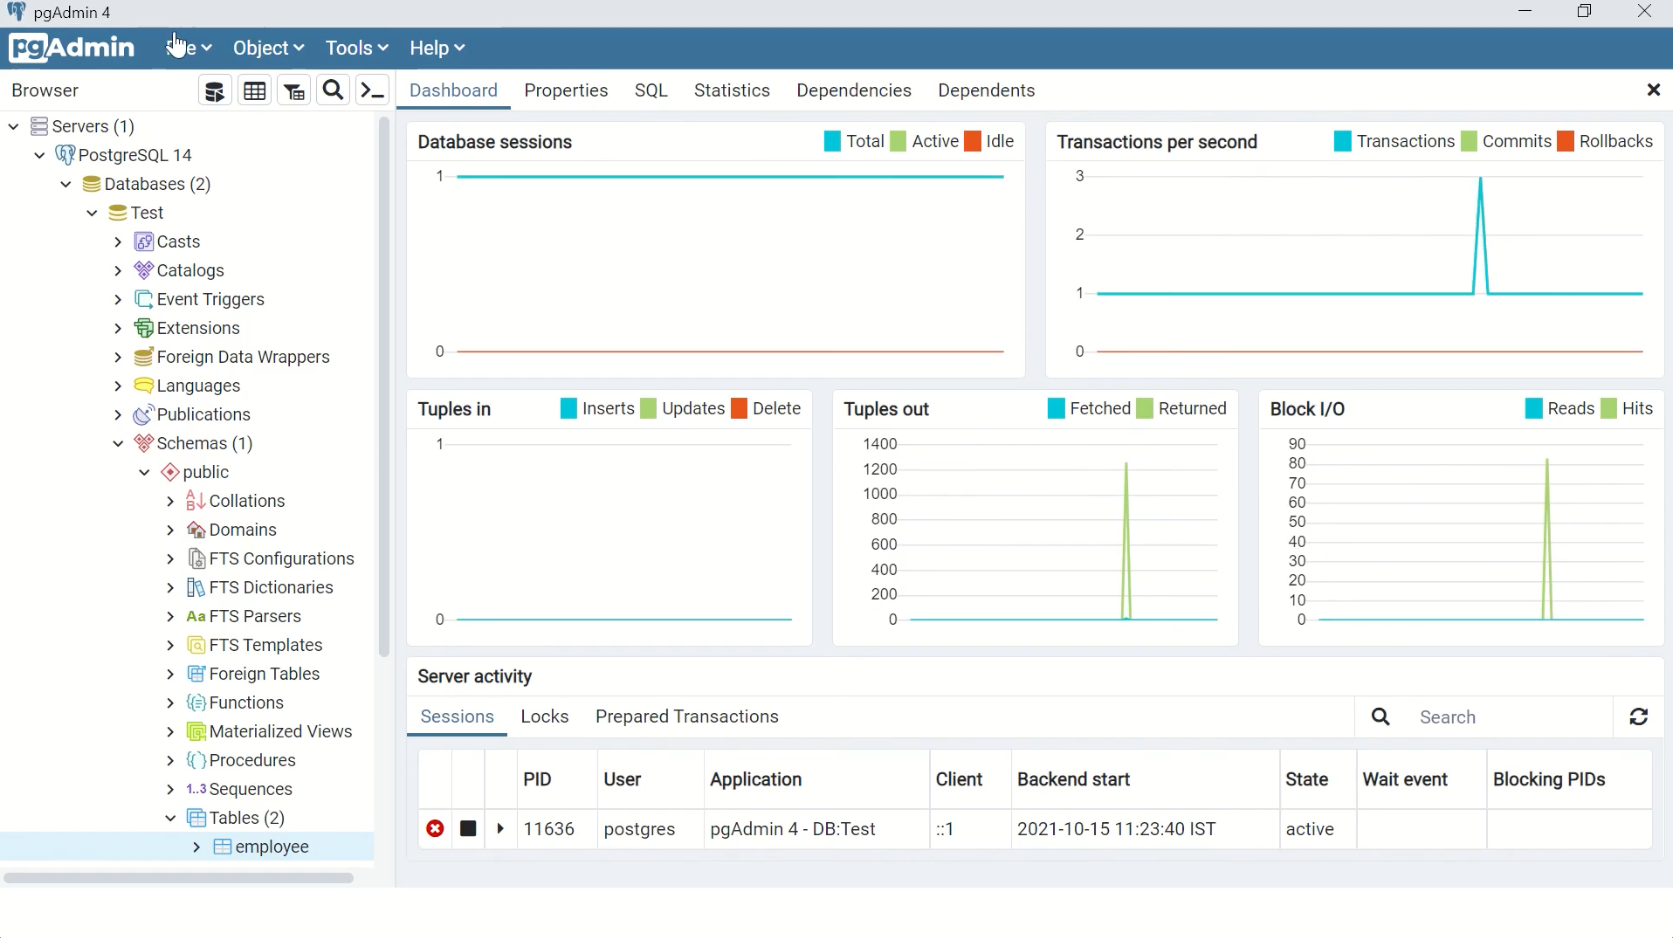 pgAdmin 4
pgAdmin
Object Tools Help
Browser
Dashboard Properties SQL Statistics Dependencies Dependents
Servers (1)
PostgreSQL 14
Databases (2)
Test
Casts
Catalogs
Event Triggers
Extensions
Foreign Data Wrappers
Languages
Publications
Schemas (1)
public
Collations
Domains
FTS Configurations
FTS Dictionaries
Aa FTS Parsers
FTS Templates
Foreign Tables
Functions
Materialized Views
Procedures
1..3 Sequences
Tables (2)
employee
Database sessions Total Active Idle
1
0
Transactions per second Transactions Commits Rollbacks
3
2
1
0
Tuples in Inserts Updates Delete
1
0
Tuples out Fetched Returned
1400
1200
1000
800
600
400
200
0
Block I/O Reads Hits
90
80
70
60
50
40
30
20
10
0
Server activity
Sessions Locks Prepared Transactions Search
PID User Application Client Backend start State Wait event Blocking PIDs
11636 postgres pgAdmin 4 - DB:Test ::1 2021-10-15 11:23:40 IST active